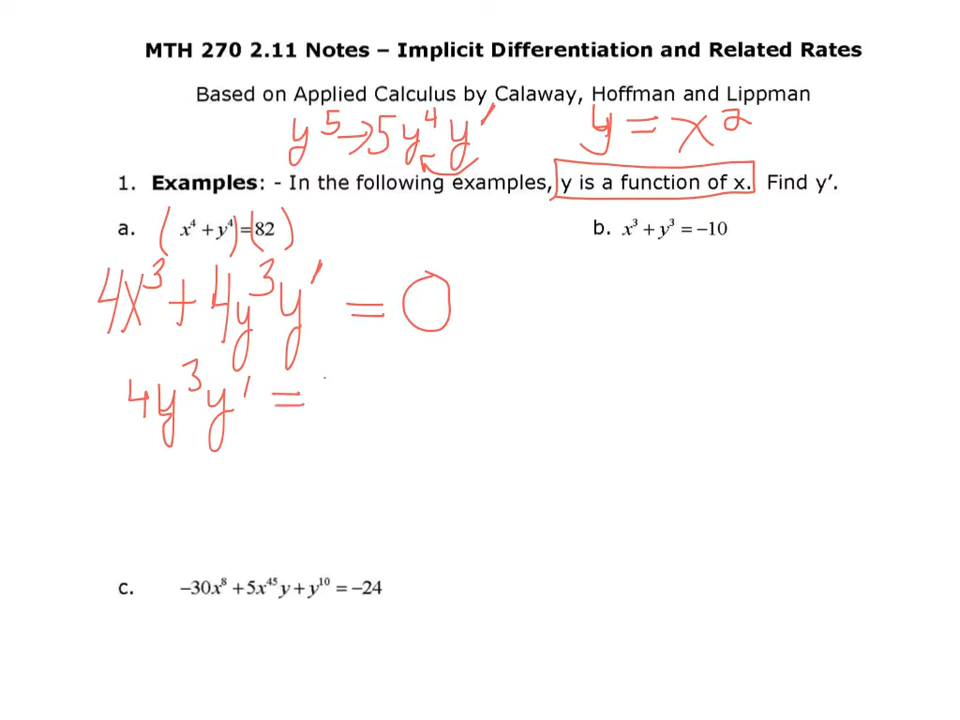 MTH 270 2.11 Notes – Implicit Differentiation and Related Rates
Based on Applied Calculus by Calaway, Hoffman and Lippman
y⁵→5y⁴y′ y = x²
1. Examples: - In the following examples, y is a function of x. Find y′.
a. (x⁴ + y⁴) = (82) b. x³ + y³ = −10
4x³ + 4y³y′ = 0
4y³y′ =
c. −30x⁸ + 5x⁴⁵y + y¹⁰ = −24